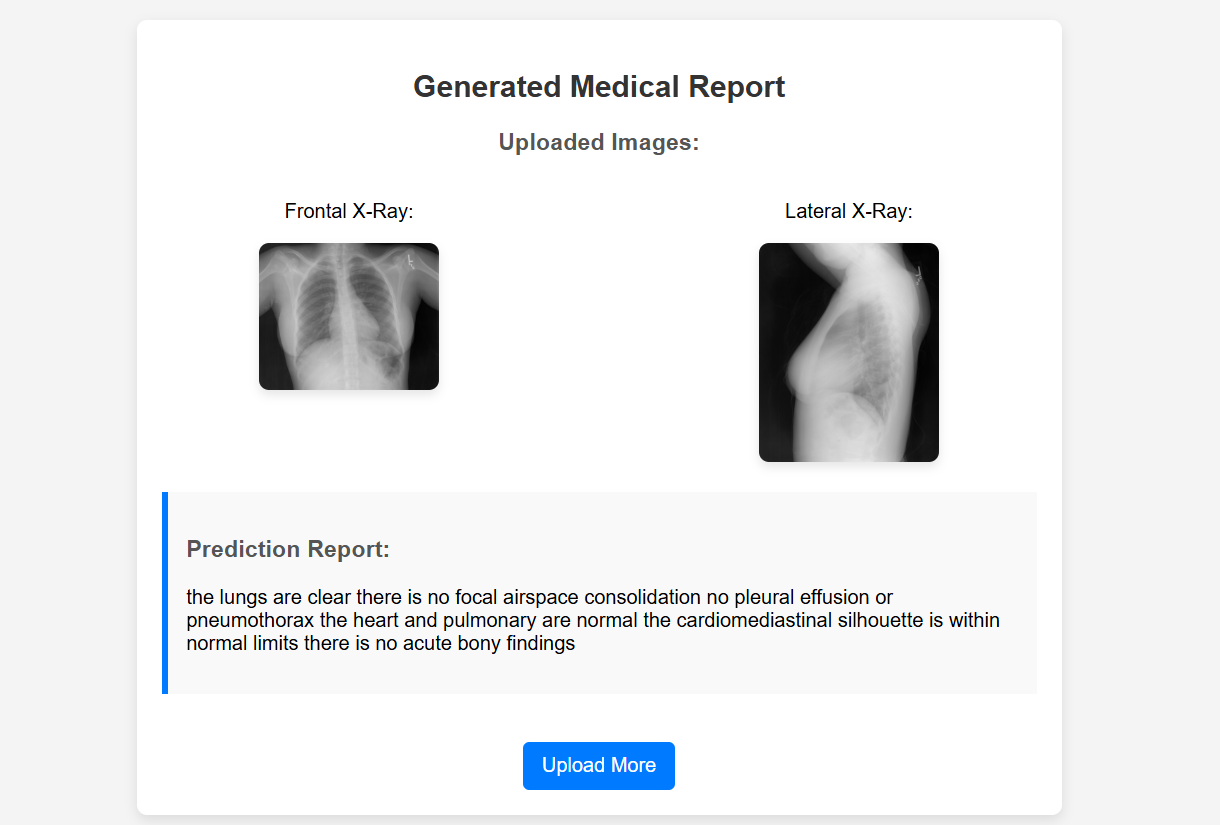 Generated Medical Report
Uploaded Images:
Frontal X-Ray:
Lateral X-Ray:
Prediction Report:
the lungs are clear there is no focal airspace consolidation no pleural effusion or
pneumothorax the heart and pulmonary are normal the cardiomediastinal silhouette is within
normal limits there is no acute bony findings
Upload More